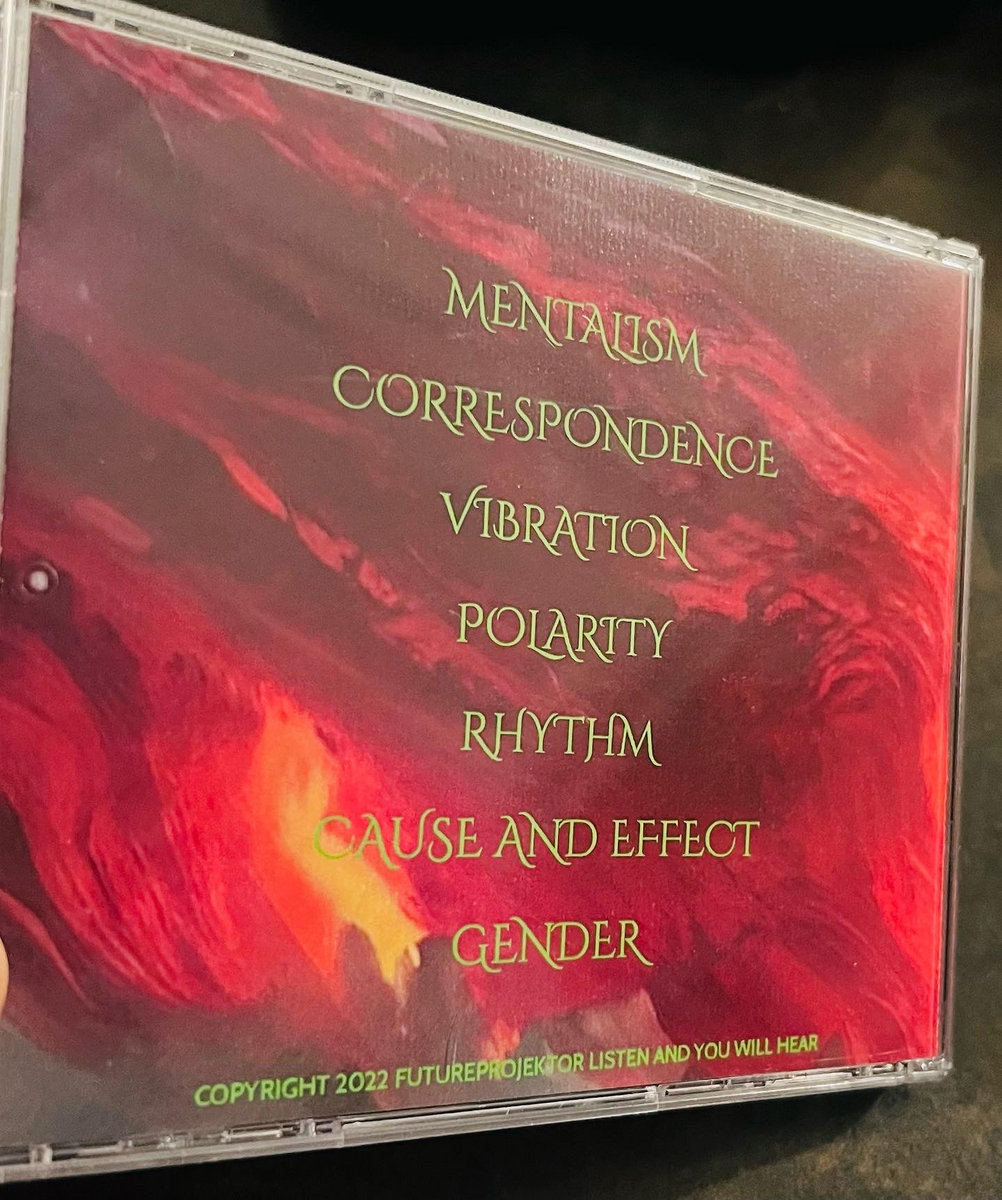 MENTALISM
CORRESPONDENCE
VIBRATION
POLARITY
RHYTHM
CAUSE AND EFFECT
GENDER
COPYRIGHT 2022 FUTUREPROJEKTOR LISTEN AND YOU WILL HEAR